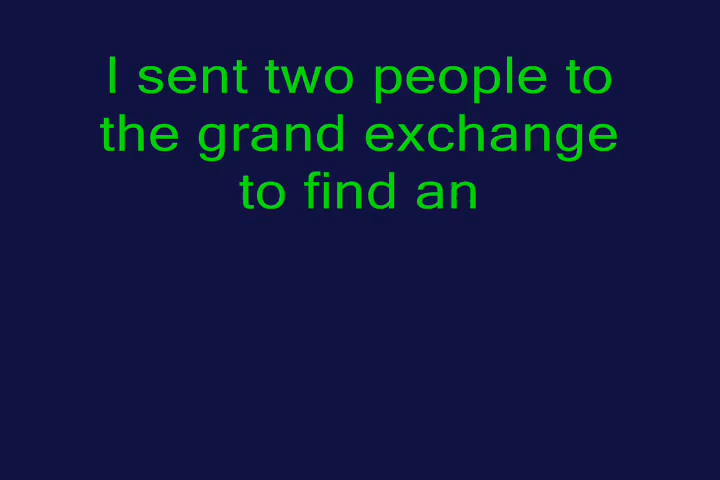 I sent two people to
the grand exchange
to find an